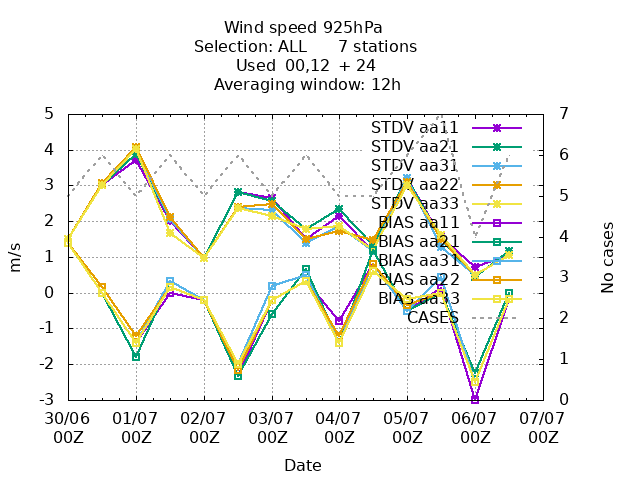 Wind speed 925hPa
Selection: ALL 7 stations
Used 00,12 + 24
Averaging window: 12h
5
4
3
2
1
0
-1
-2
-3
m/s
7
6
5
4
3
2
1
0
No cases
STDV aa11
STDV aa21
STDV aa31
STDV aa22
STDV aa33
BIAS aa11
BIAS aa21
BIAS aa31
BIAS aa22
BIAS aa33
CASES
30/06 01/07 02/07 03/07 04/07 05/07 06/07 07/07
00Z 00Z 00Z 00Z 00Z 00Z 00Z 00Z
Date